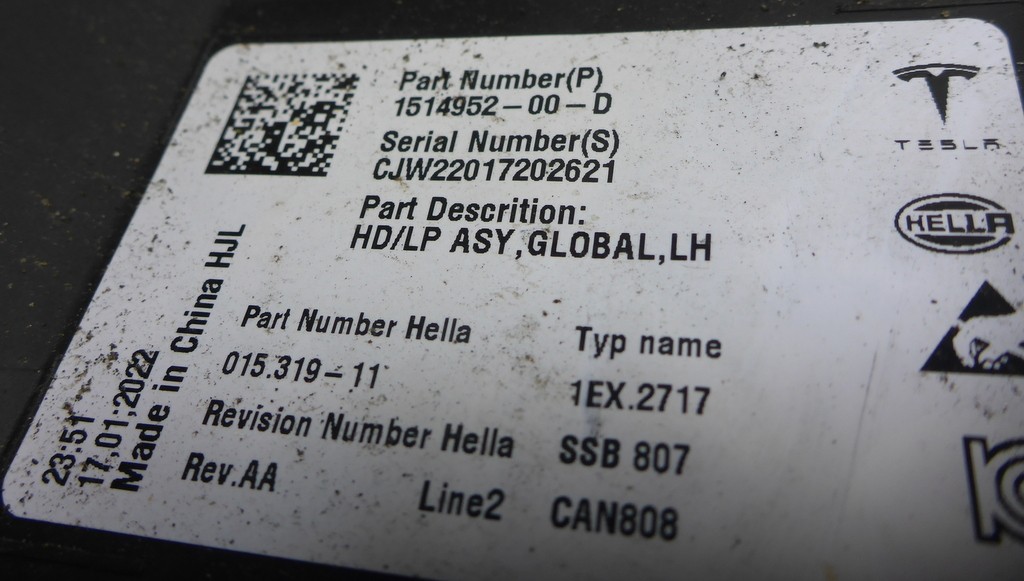 Part Number(P)
1514952-00-D
Serial Number(S)
CJW22017202621
Part Descrition:
HD/LP ASY,GLOBAL,LH
TESLA
HELLA
23:51
17,01,2022
Made in China HJL
Part Number Hella
015.319-11
Revision Number Hella
Rev.AA
Line2
Typ name
1EX.2717
SSB 807
CAN808